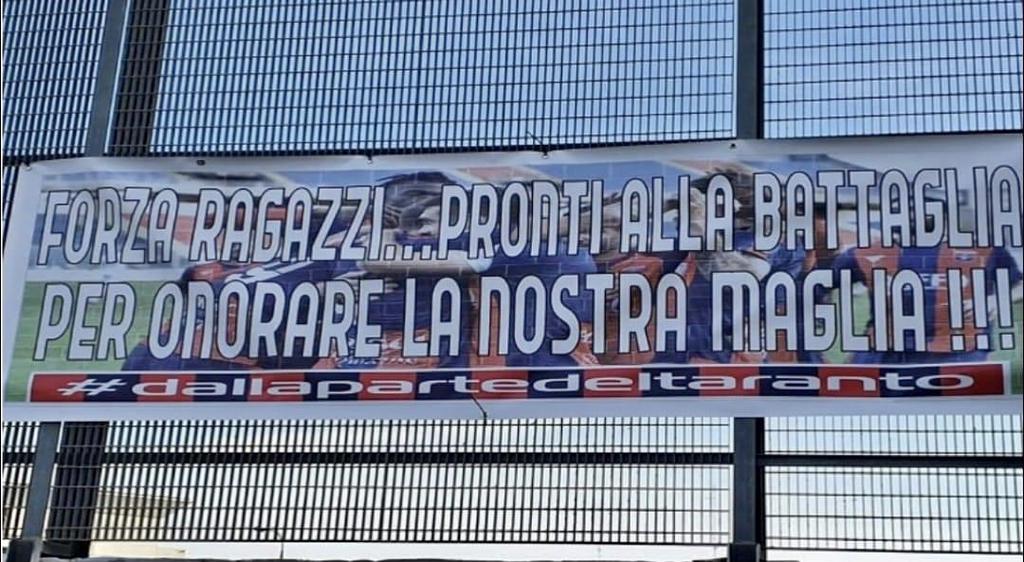 FORZA RAGAZZI....PRONTI ALLA BATTAGLIA
PER ONORARE LA NOSTRA MAGLIA !!!
#dallapartedeltaranto